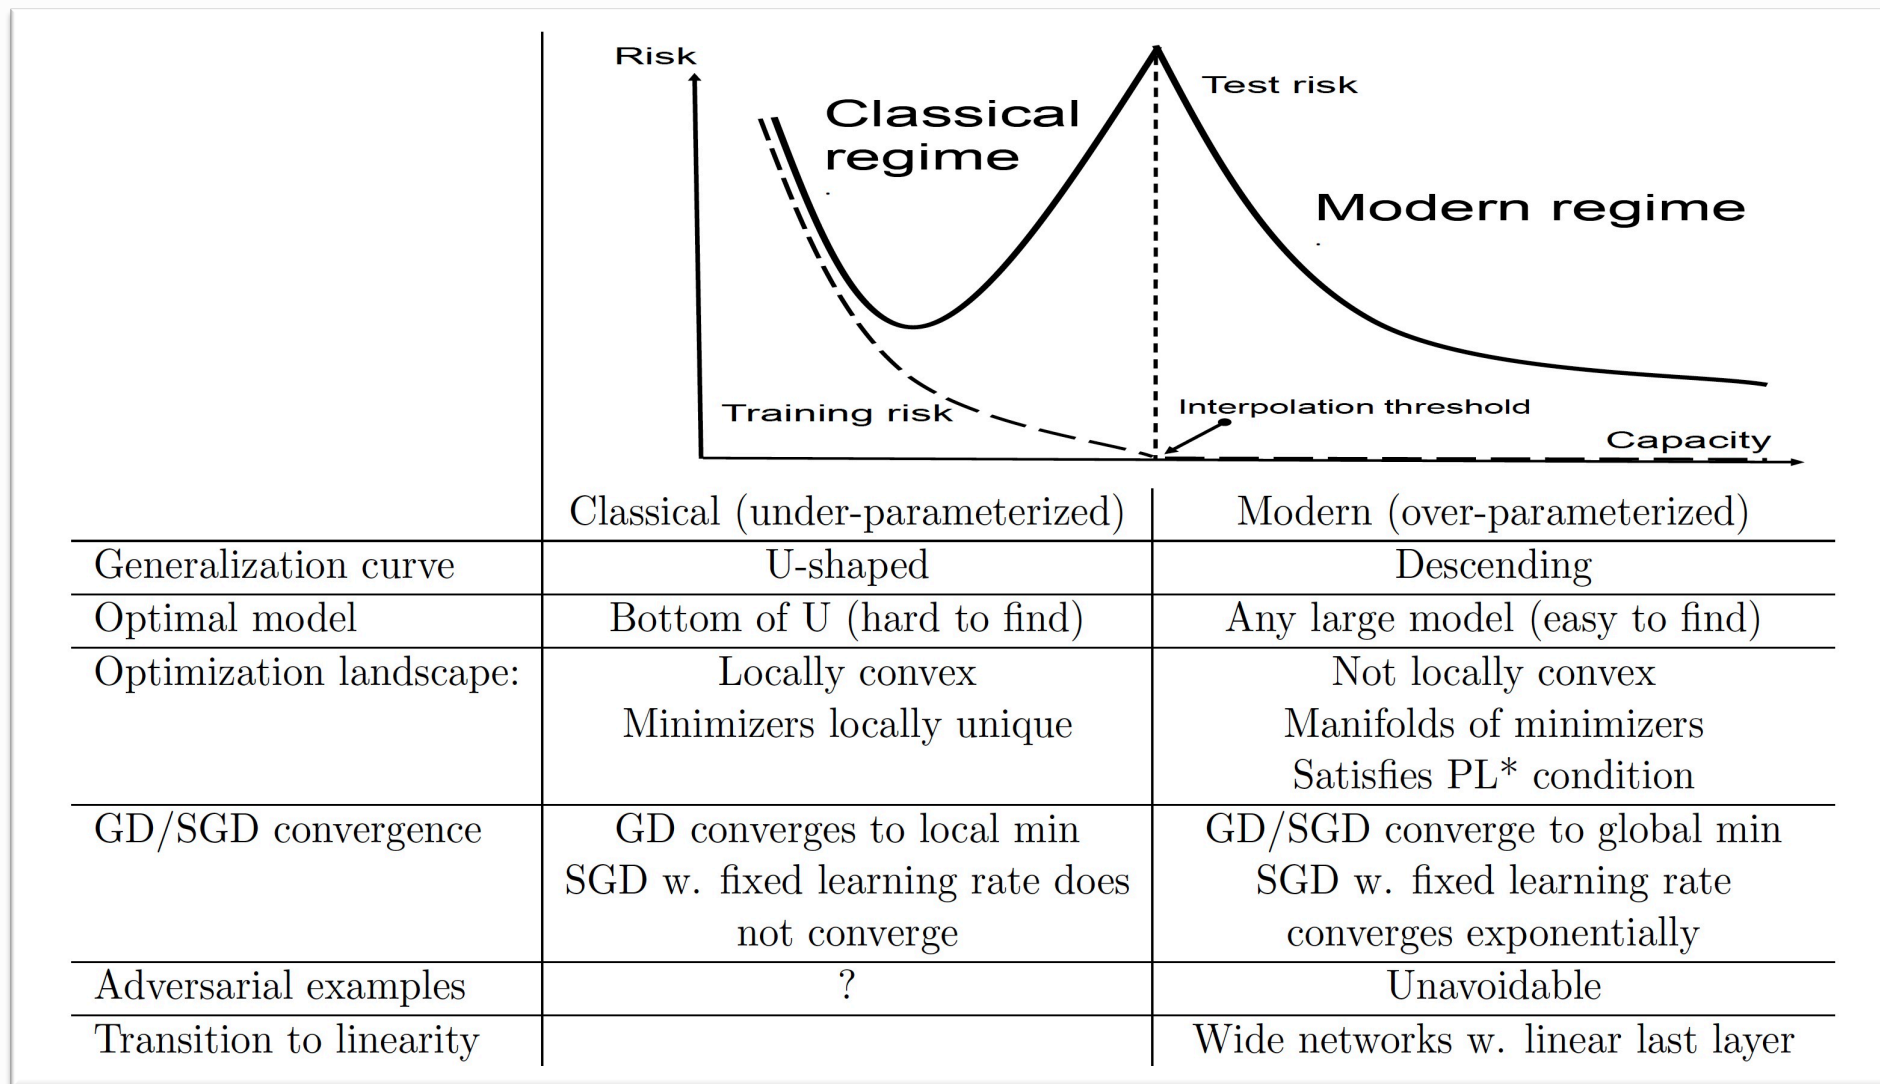 Risk
Test risk
Classical
regime
Modern regime
Training risk
Interpolation threshold
Capacity
Classical (under-parameterized) Modern (over-parameterized)
Generalization curve U-shaped Descending
Optimal model Bottom of U (hard to find) Any large model (easy to find)
Optimization landscape: Locally convex Not locally convex
Minimizers locally unique Manifolds of minimizers
Satisfies PL* condition
GD/SGD convergence GD converges to local min GD/SGD converge to global min
SGD w. fixed learning rate does SGD w. fixed learning rate
not converge converges exponentially
Adversarial examples ? Unavoidable
Transition to linearity Wide networks w. linear last layer